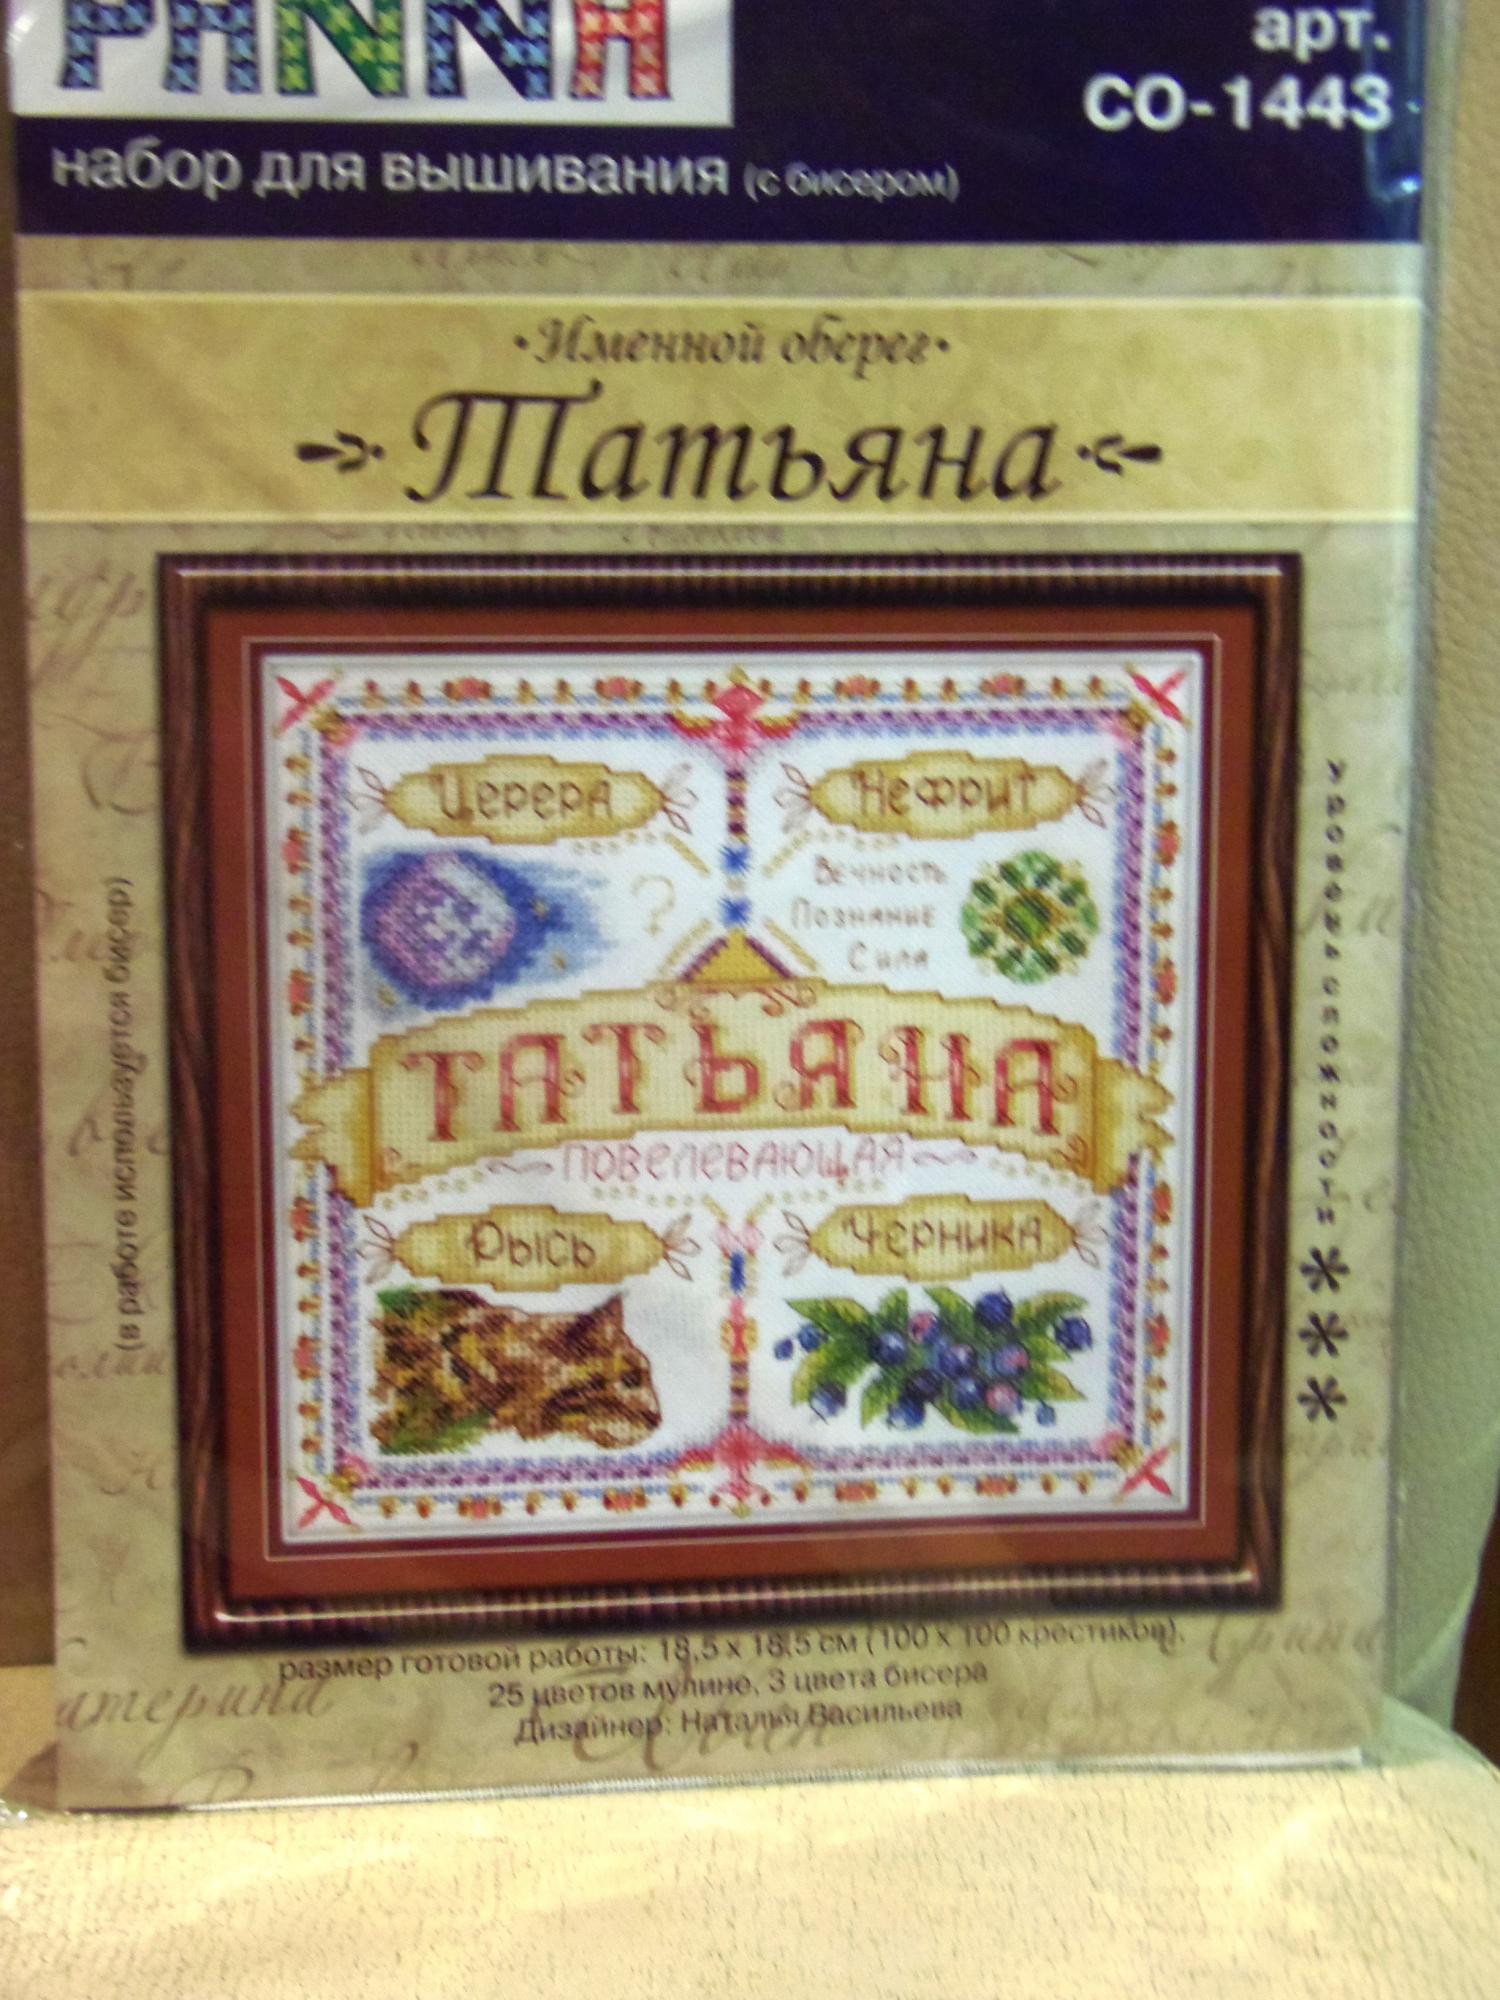 PANNA
арт.
СО-1443
набор для вышивания (с бисером)
·Именной оберег·
Татьяна
(в работе используется бисер)
Церера
Нефрит
?
Вечность
Познание
Сила
ТАТЬЯНА
ПОВЕЛЕВАЮЩАЯ
Рысь
Черника
уровень сложности ***
размер готовой работы: 18,5 х 18,5 см (100 х 100 крестиков),
25 цветов мулине, 3 цвета бисера
Дизайнер: Наталья Васильева